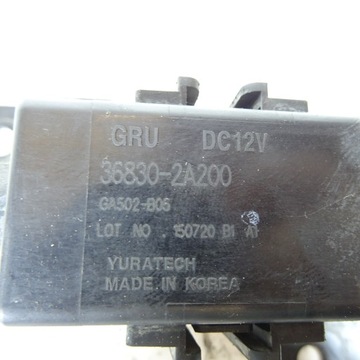 GRU DC12V
36830-2A200
GA502-B06
LOT NO . 150720 B1 A1
YURATECH
MADE IN KOREA